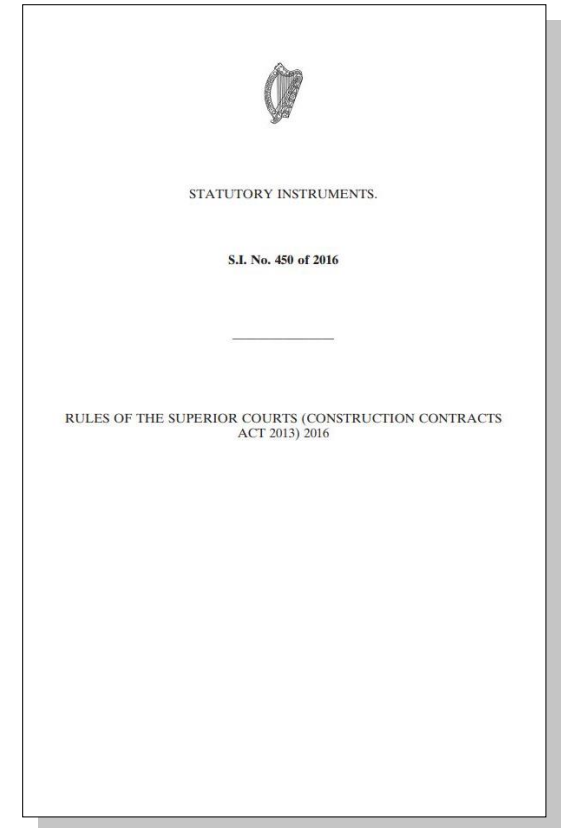 STATUTORY INSTRUMENTS.
S.I. No. 450 of 2016
RULES OF THE SUPERIOR COURTS (CONSTRUCTION CONTRACTS
ACT 2013) 2016